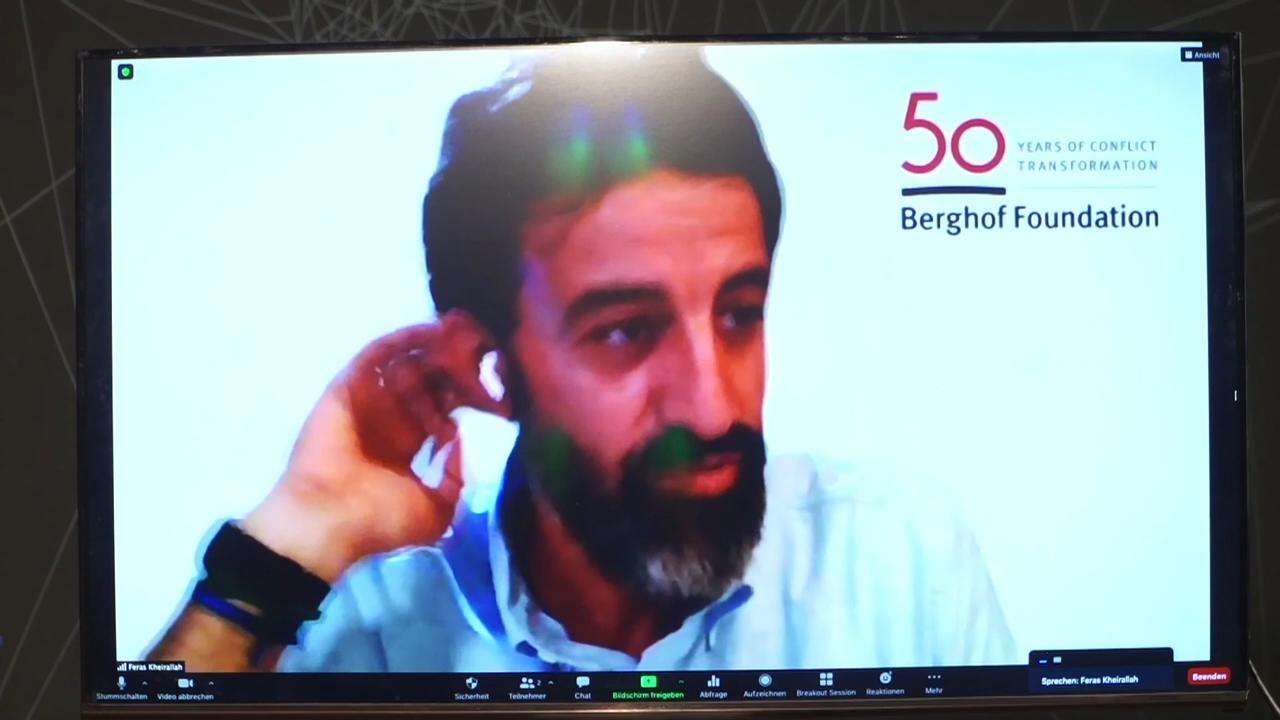 Ansicht
50
YEARS OF CONFLICT
TRANSFORMATION
Berghof Foundation
Feras Kheirallah
Stummschalten
Video abbrechen
Sicherheit
2
Teilnehmer
Chat
Bildschirm freigeben
Abfrage
Aufzeichnen
Breakout Session
Reaktionen
Mehr
Sprechen: Feras Kheirallah
Beenden